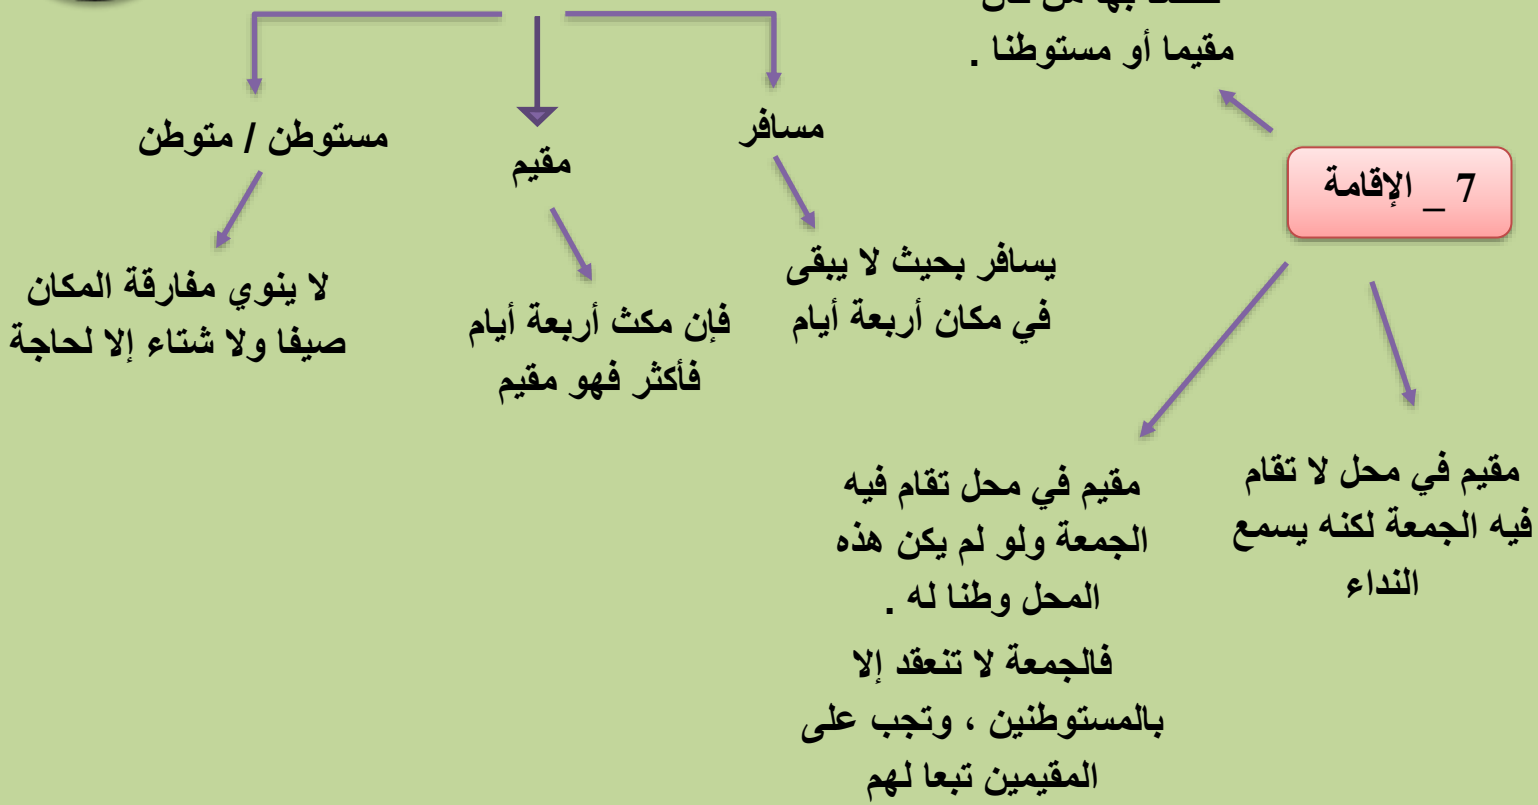 مقيما أو مستوطنا .
7 _ الإقامة
مقيم في محل لا تقام
فيه الجمعة لكنه يسمع
النداء
مقيم في محل تقام فيه
الجمعة ولو لم يكن هذه
المحل وطنا له .
فالجمعة لا تنعقد إلا
بالمستوطنين ، وتجب على
المقيمين تبعا لهم
مسافر
يسافر بحيث لا يبقى
في مكان أربعة أيام
مقيم
فإن مكث أربعة أيام
فأكثر فهو مقيم
مستوطن / متوطن
لا ينوي مفارقة المكان
صيفا ولا شتاء إلا لحاجة